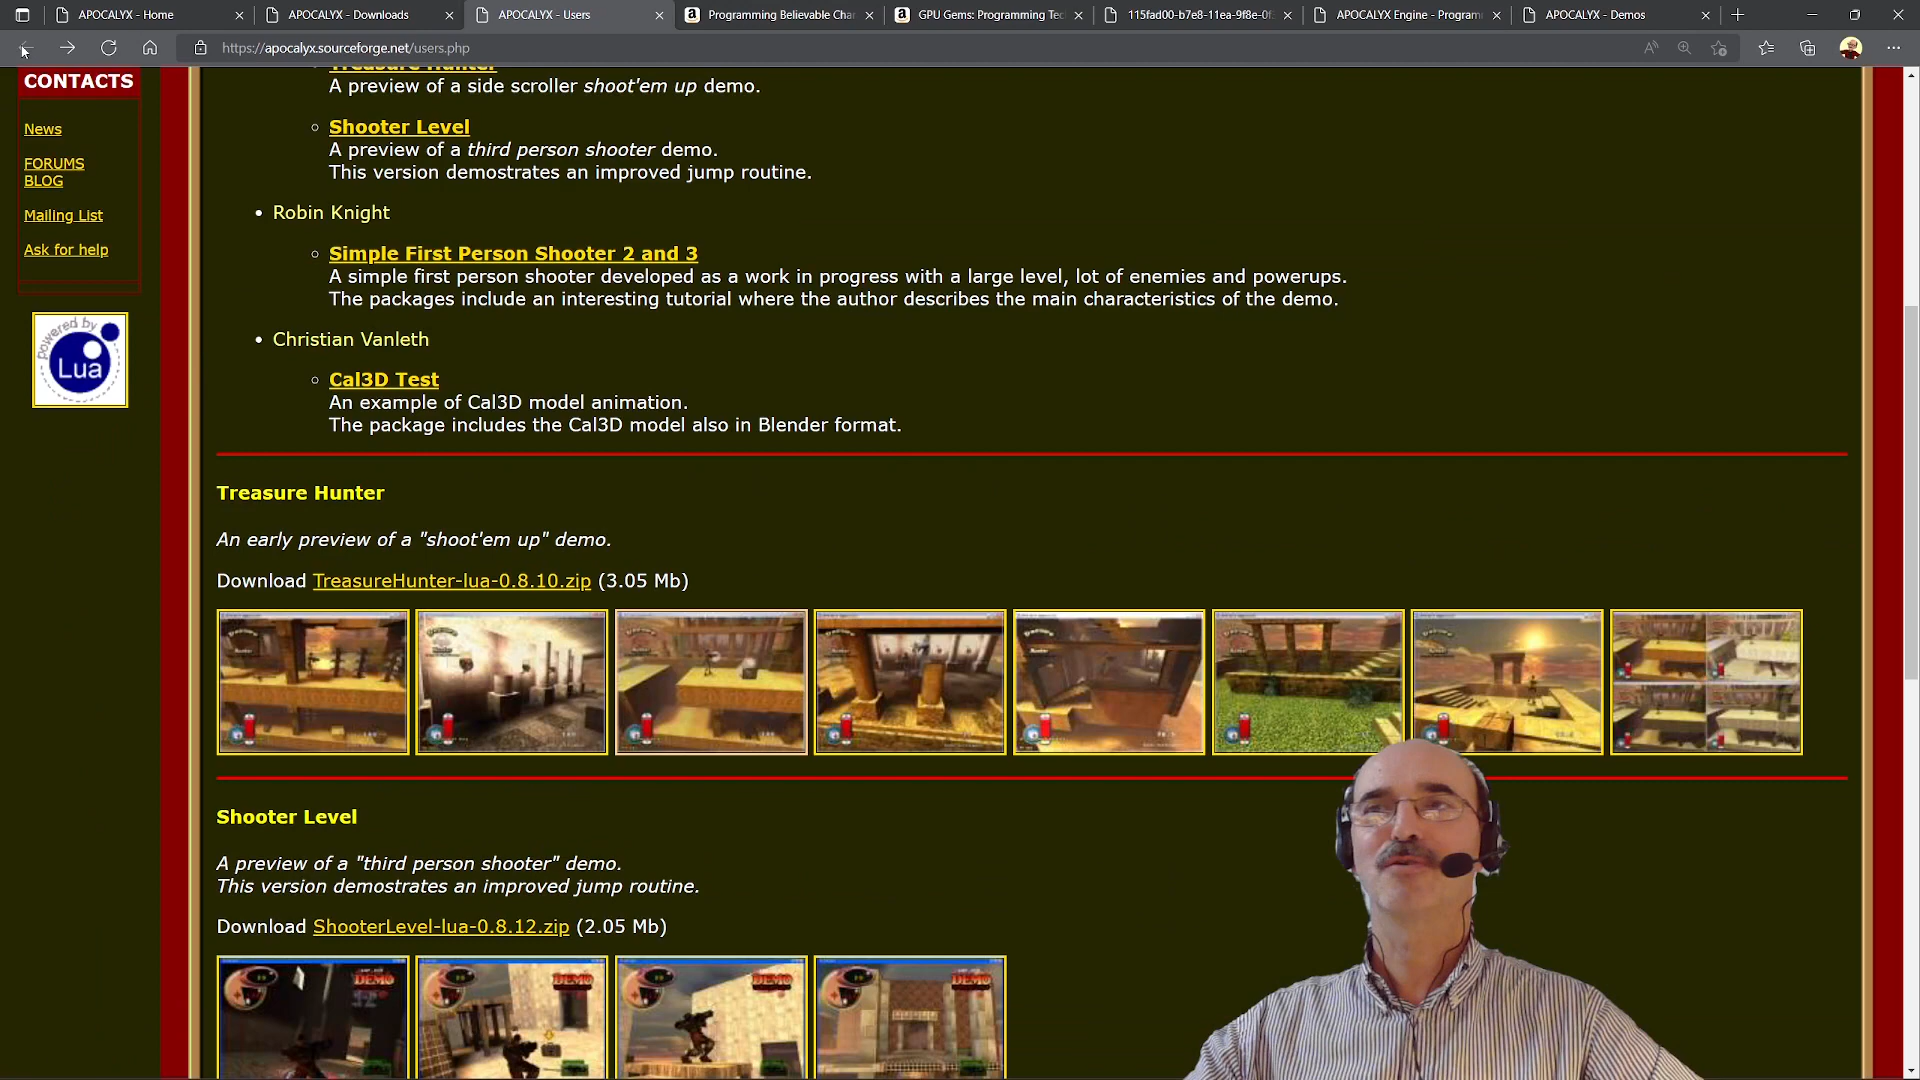 APOCALYX - Home
APOCALYX - Downloads
APOCALYX - Users
Programming Believable Cha
GPU Gems: Programming Tec
115fad00-b7e8-11ea-9f8e-0f
APOCALYX Engine - Program
APOCALYX - Demos
https://apocalyx.sourceforge.net/users.php
CONTACTS
News
FORUMS
BLOG
Mailing List
Ask for help
powered by
Lua
Treasure Hunter
A preview of a side scroller shoot'em up demo.
Shooter Level
A preview of a third person shooter demo.
This version demostrates an improved jump routine.
Robin Knight
Simple First Person Shooter 2 and 3
A simple first person shooter developed as a work in progress with a large level, lot of enemies and powerups.
The packages include an interesting tutorial where the author describes the main characteristics of the demo.
Christian Vanleth
Cal3D Test
An example of Cal3D model animation.
The package includes the Cal3D model also in Blender format.
Treasure Hunter
An early preview of a "shoot'em up" demo.
Download TreasureHunter-lua-0.8.10.zip (3.05 Mb)
Shooter Level
A preview of a "third person shooter" demo.
This version demostrates an improved jump routine.
Download ShooterLevel-lua-0.8.12.zip (2.05 Mb)
DEMO
DEMO
DEMO
DEMO